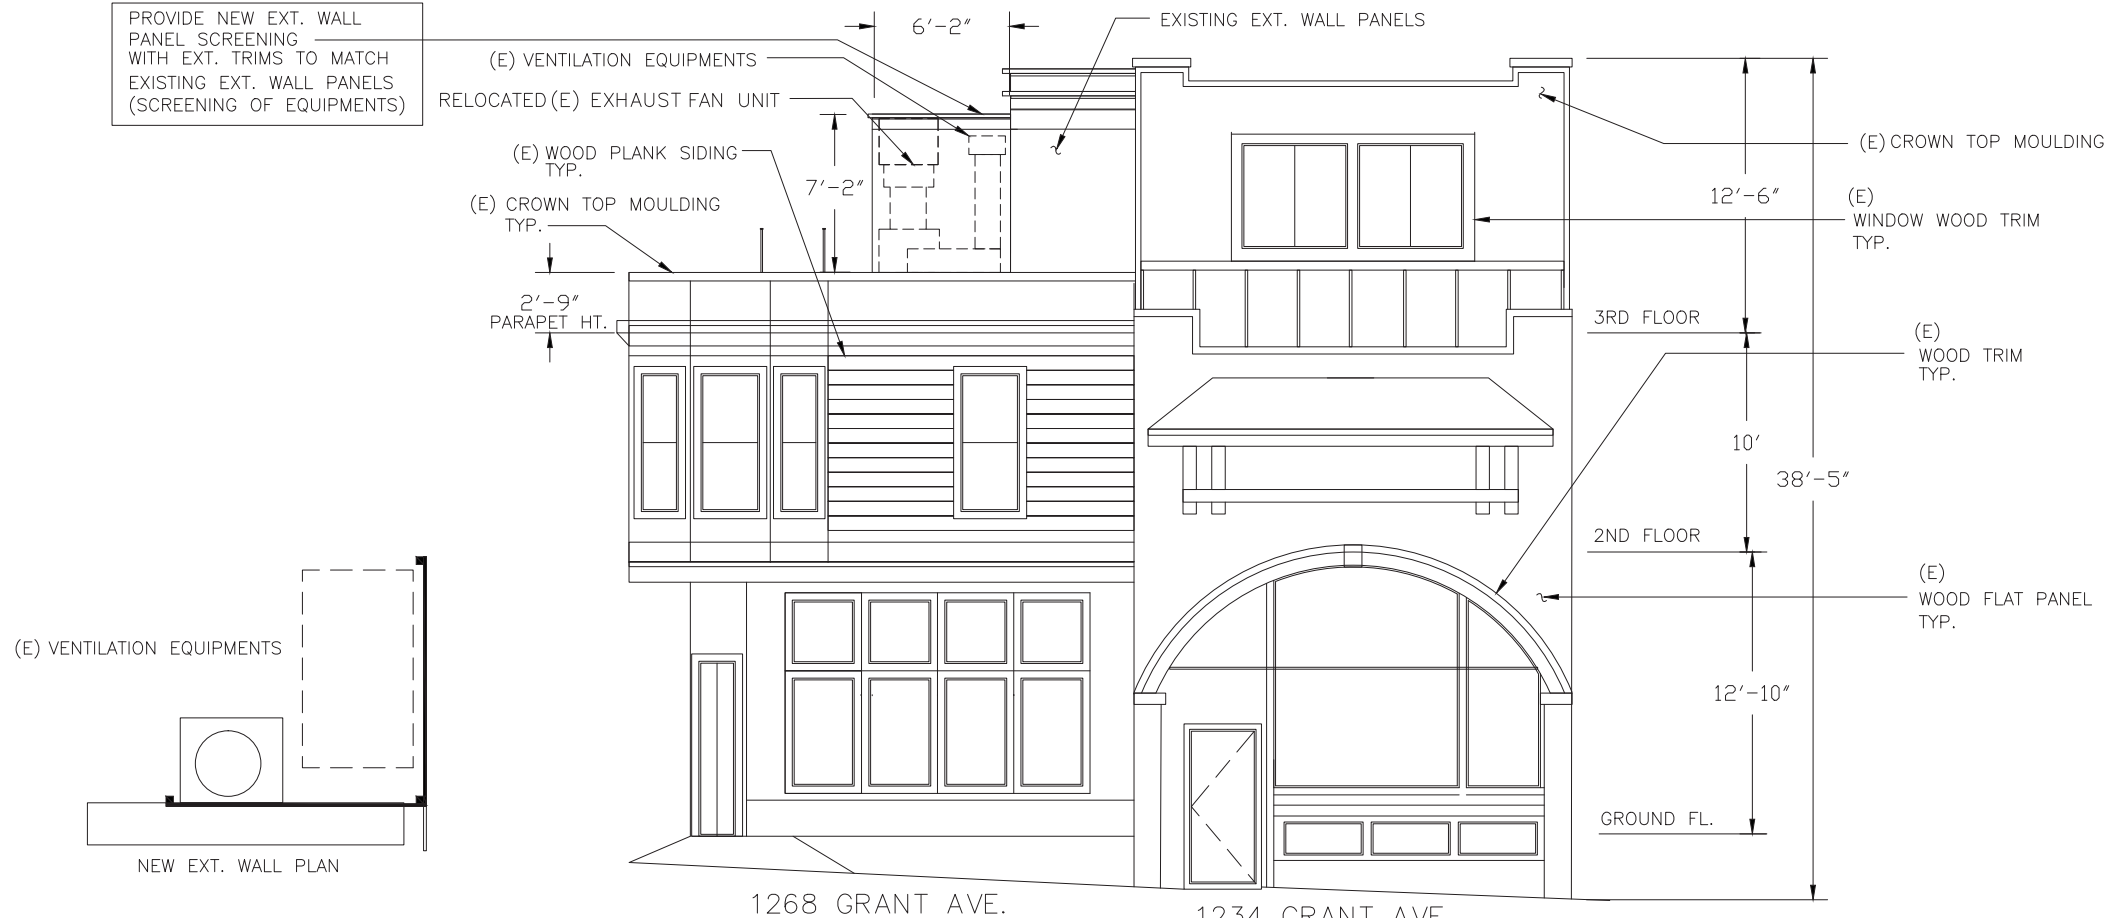 PROVIDE NEW EXT. WALL
PANEL SCREENING
WITH EXT. TRIMS TO MATCH
EXISTING EXT. WALL PANELS
(SCREENING OF EQUIPMENTS)
6'-2"
EXISTING EXT. WALL PANELS
(E) VENTILATION EQUIPMENTS
RELOCATED (E) EXHAUST FAN UNIT
(E) WOOD PLANK SIDING
TYP.
7'-2"
(E) CROWN TOP MOULDING
TYP.
2'-9"
PARAPET HT.
(E) CROWN TOP MOULDING
12'-6"
(E)
WINDOW WOOD TRIM
TYP.
3RD FLOOR
(E)
WOOD TRIM
TYP.
10'
38'-5"
2ND FLOOR
(E)
WOOD FLAT PANEL
TYP.
12'-10"
GROUND FL.
(E) VENTILATION EQUIPMENTS
NEW EXT. WALL PLAN
1268 GRANT AVE.
1234 GRANT AVE